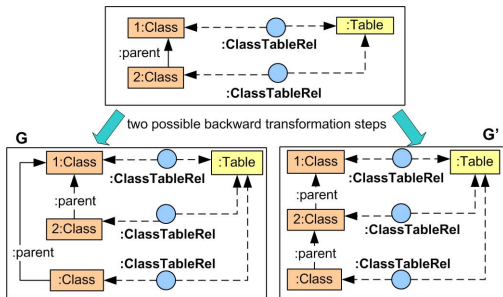 1:Class
:Table
:ClassTableRel
:parent
2:Class
:ClassTableRel
two possible backward transformation steps
G
1:Class
:Table
:ClassTableRel
:parent
2:Class
:ClassTableRel
:parent
:ClassTableRel
:Class
G'
1:Class
:Table
:ClassTableRel
:parent
2:Class
:ClassTableRel
:parent
:ClassTableRel
:Class